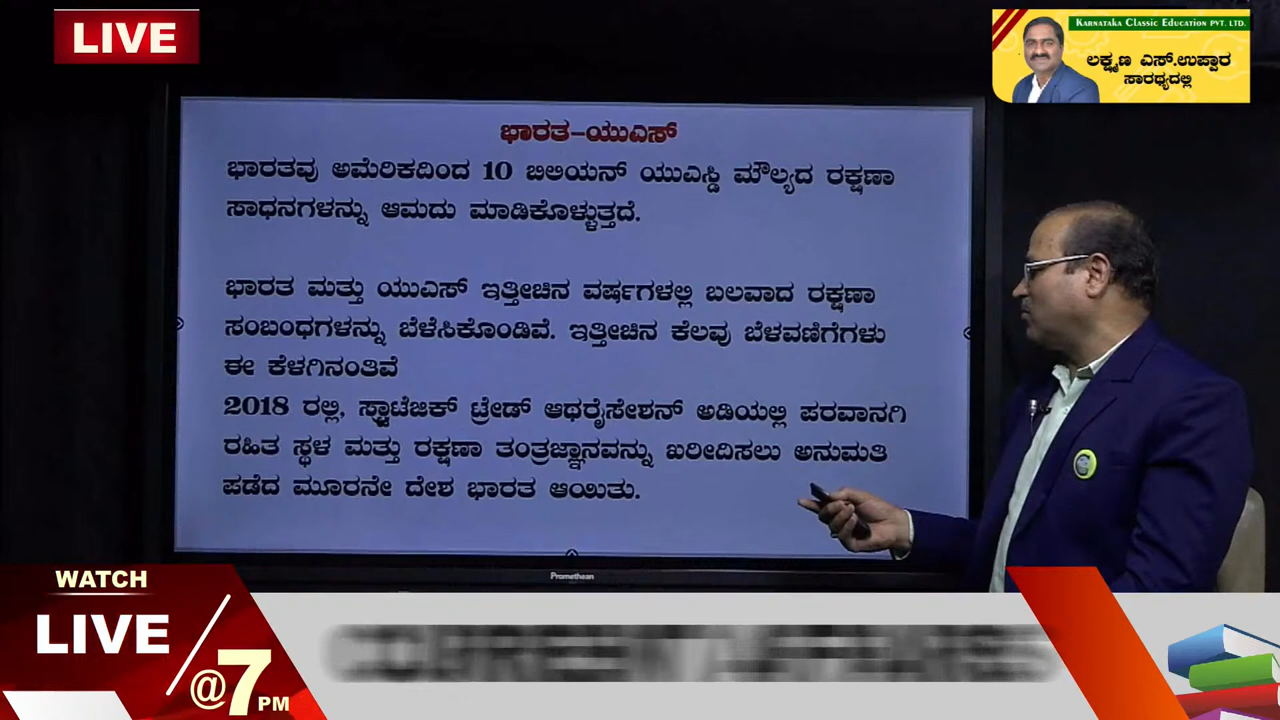 LIVE
KARNATAKA CLASSIC EDUCATION PVT. LTD.
ಲಕ್ಷ್ಮಣ ಎಸ್.ಉಪ್ಪಾರ
ಸಾರಥ್ಯದಲ್ಲಿ
ಭಾರತ-ಯುಎಸ್
ಭಾರತವು ಅಮೆರಿಕದಿಂದ 10 ಬಿಲಿಯನ್ ಯುಎಸ್ಡಿ ಮೌಲ್ಯದ ರಕ್ಷಣಾ
ಸಾಧನಗಳನ್ನು ಆಮದು ಮಾಡಿಕೊಳ್ಳುತ್ತದೆ.
ಭಾರತ ಮತ್ತು ಯುಎಸ್ ಇತ್ತೀಚಿನ ವರ್ಷಗಳಲ್ಲಿ ಬಲವಾದ ರಕ್ಷಣಾ
ಸಂಬಂಧಗಳನ್ನು ಬೆಳೆಸಿಕೊಂಡಿವೆ. ಇತ್ತೀಚಿನ ಕೆಲವು ಬೆಳವಣಿಗೆಗಳು
ಈ ಕೆಳಗಿನಂತಿವೆ
2018 ರಲ್ಲಿ, ಸ್ಟ್ರಾಟೆಜಿಕ್ ಟ್ರೇಡ್ ಆಥರೈಸೇಶನ್ ಅಡಿಯಲ್ಲಿ ಪರವಾನಗಿ
ರಹಿತ ಸ್ಥಳ ಮತ್ತು ರಕ್ಷಣಾ ತಂತ್ರಜ್ಞಾನವನ್ನು ಖರೀದಿಸಲು ಅನುಮತಿ
ಪಡೆದ ಮೂರನೇ ದೇಶ ಭಾರತ ಆಯಿತು.
Promethean
WATCH
LIVE
@7 PM